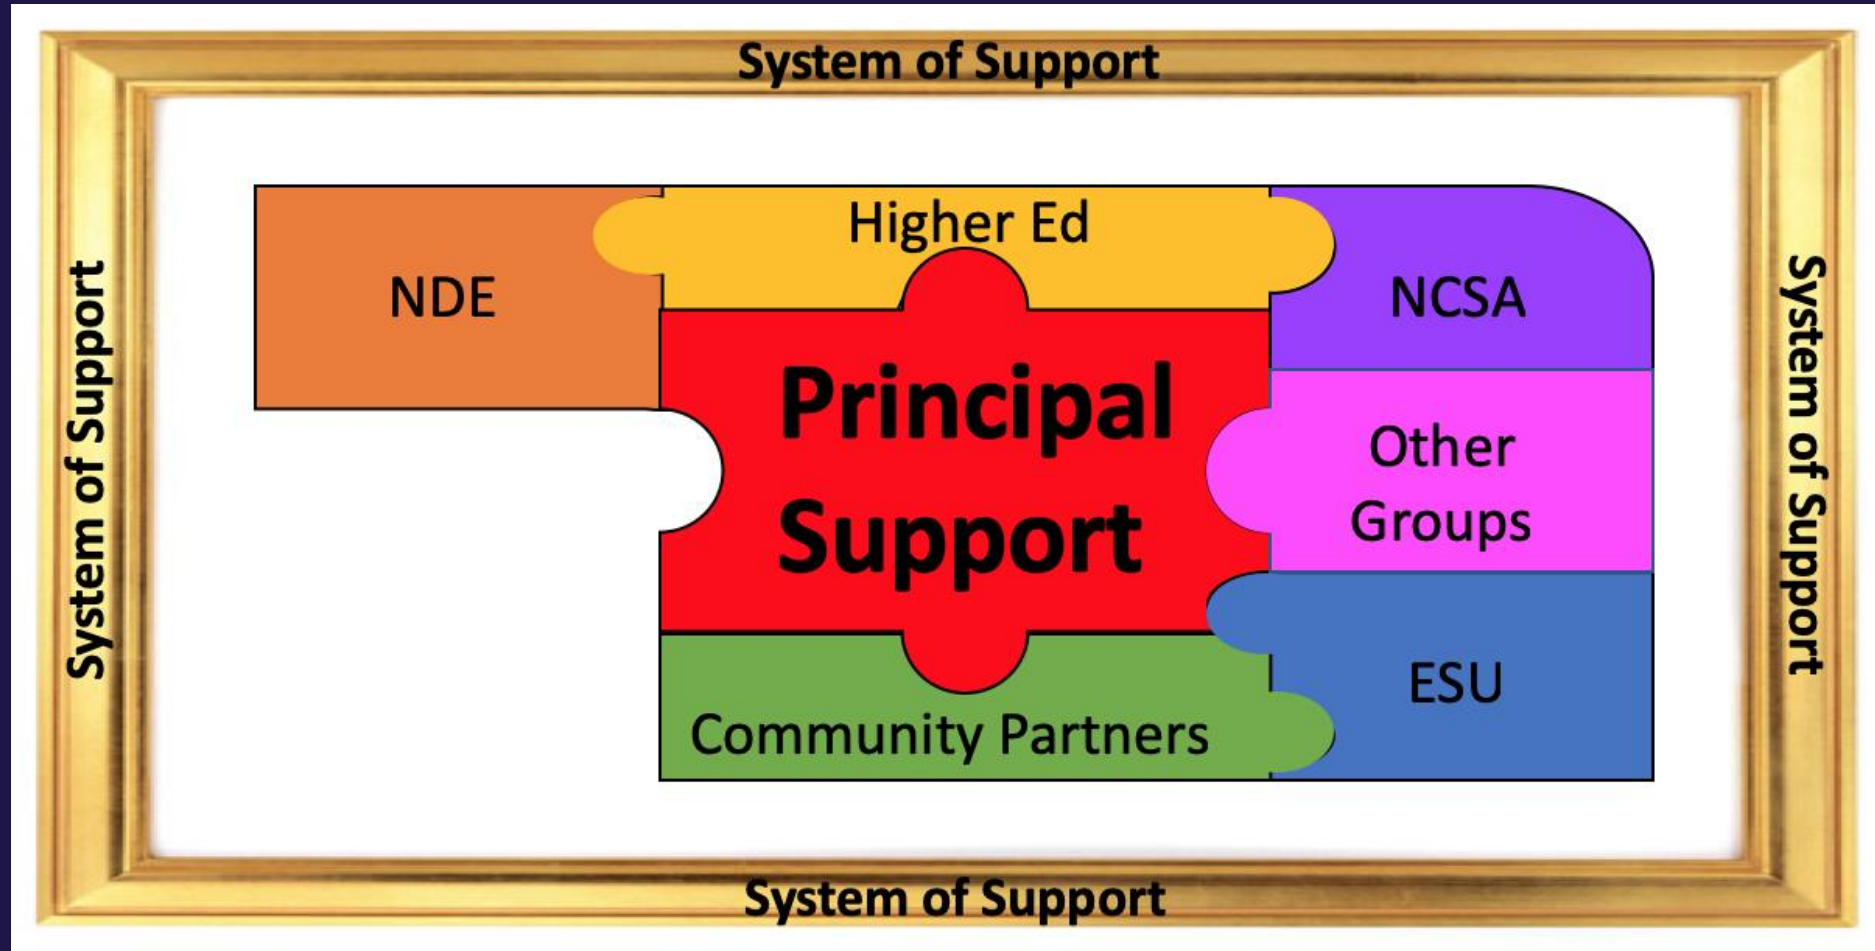 System of Support
Higher Ed
NDE
NCSA
Principal
Support
Other
Groups
ESU
Community Partners
System of Support
System of Support
System of Support